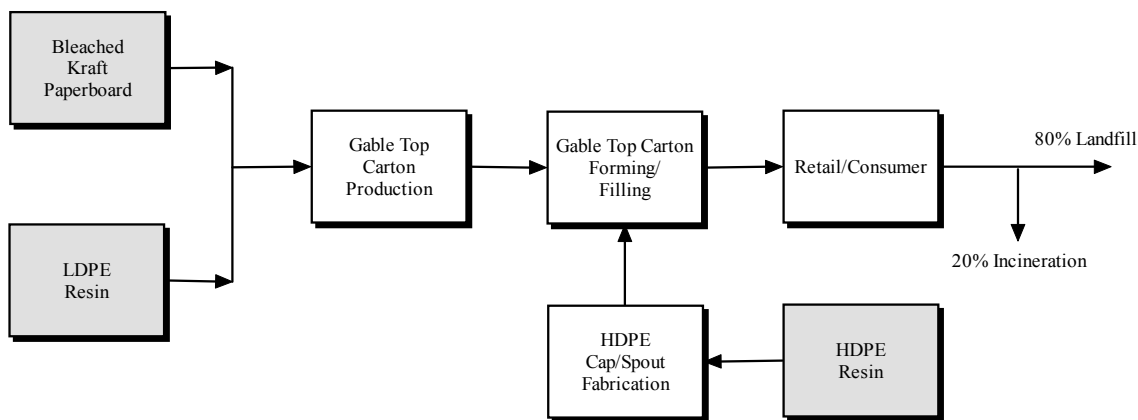 Bleached
Kraft
Paperboard
LDPE
Resin
Gable Top
Carton
Production
Gable Top Carton
Forming/
Filling
Retail/Consumer
80% Landfill
20% Incineration
HDPE
Cap/Spout
Fabrication
HDPE
Resin